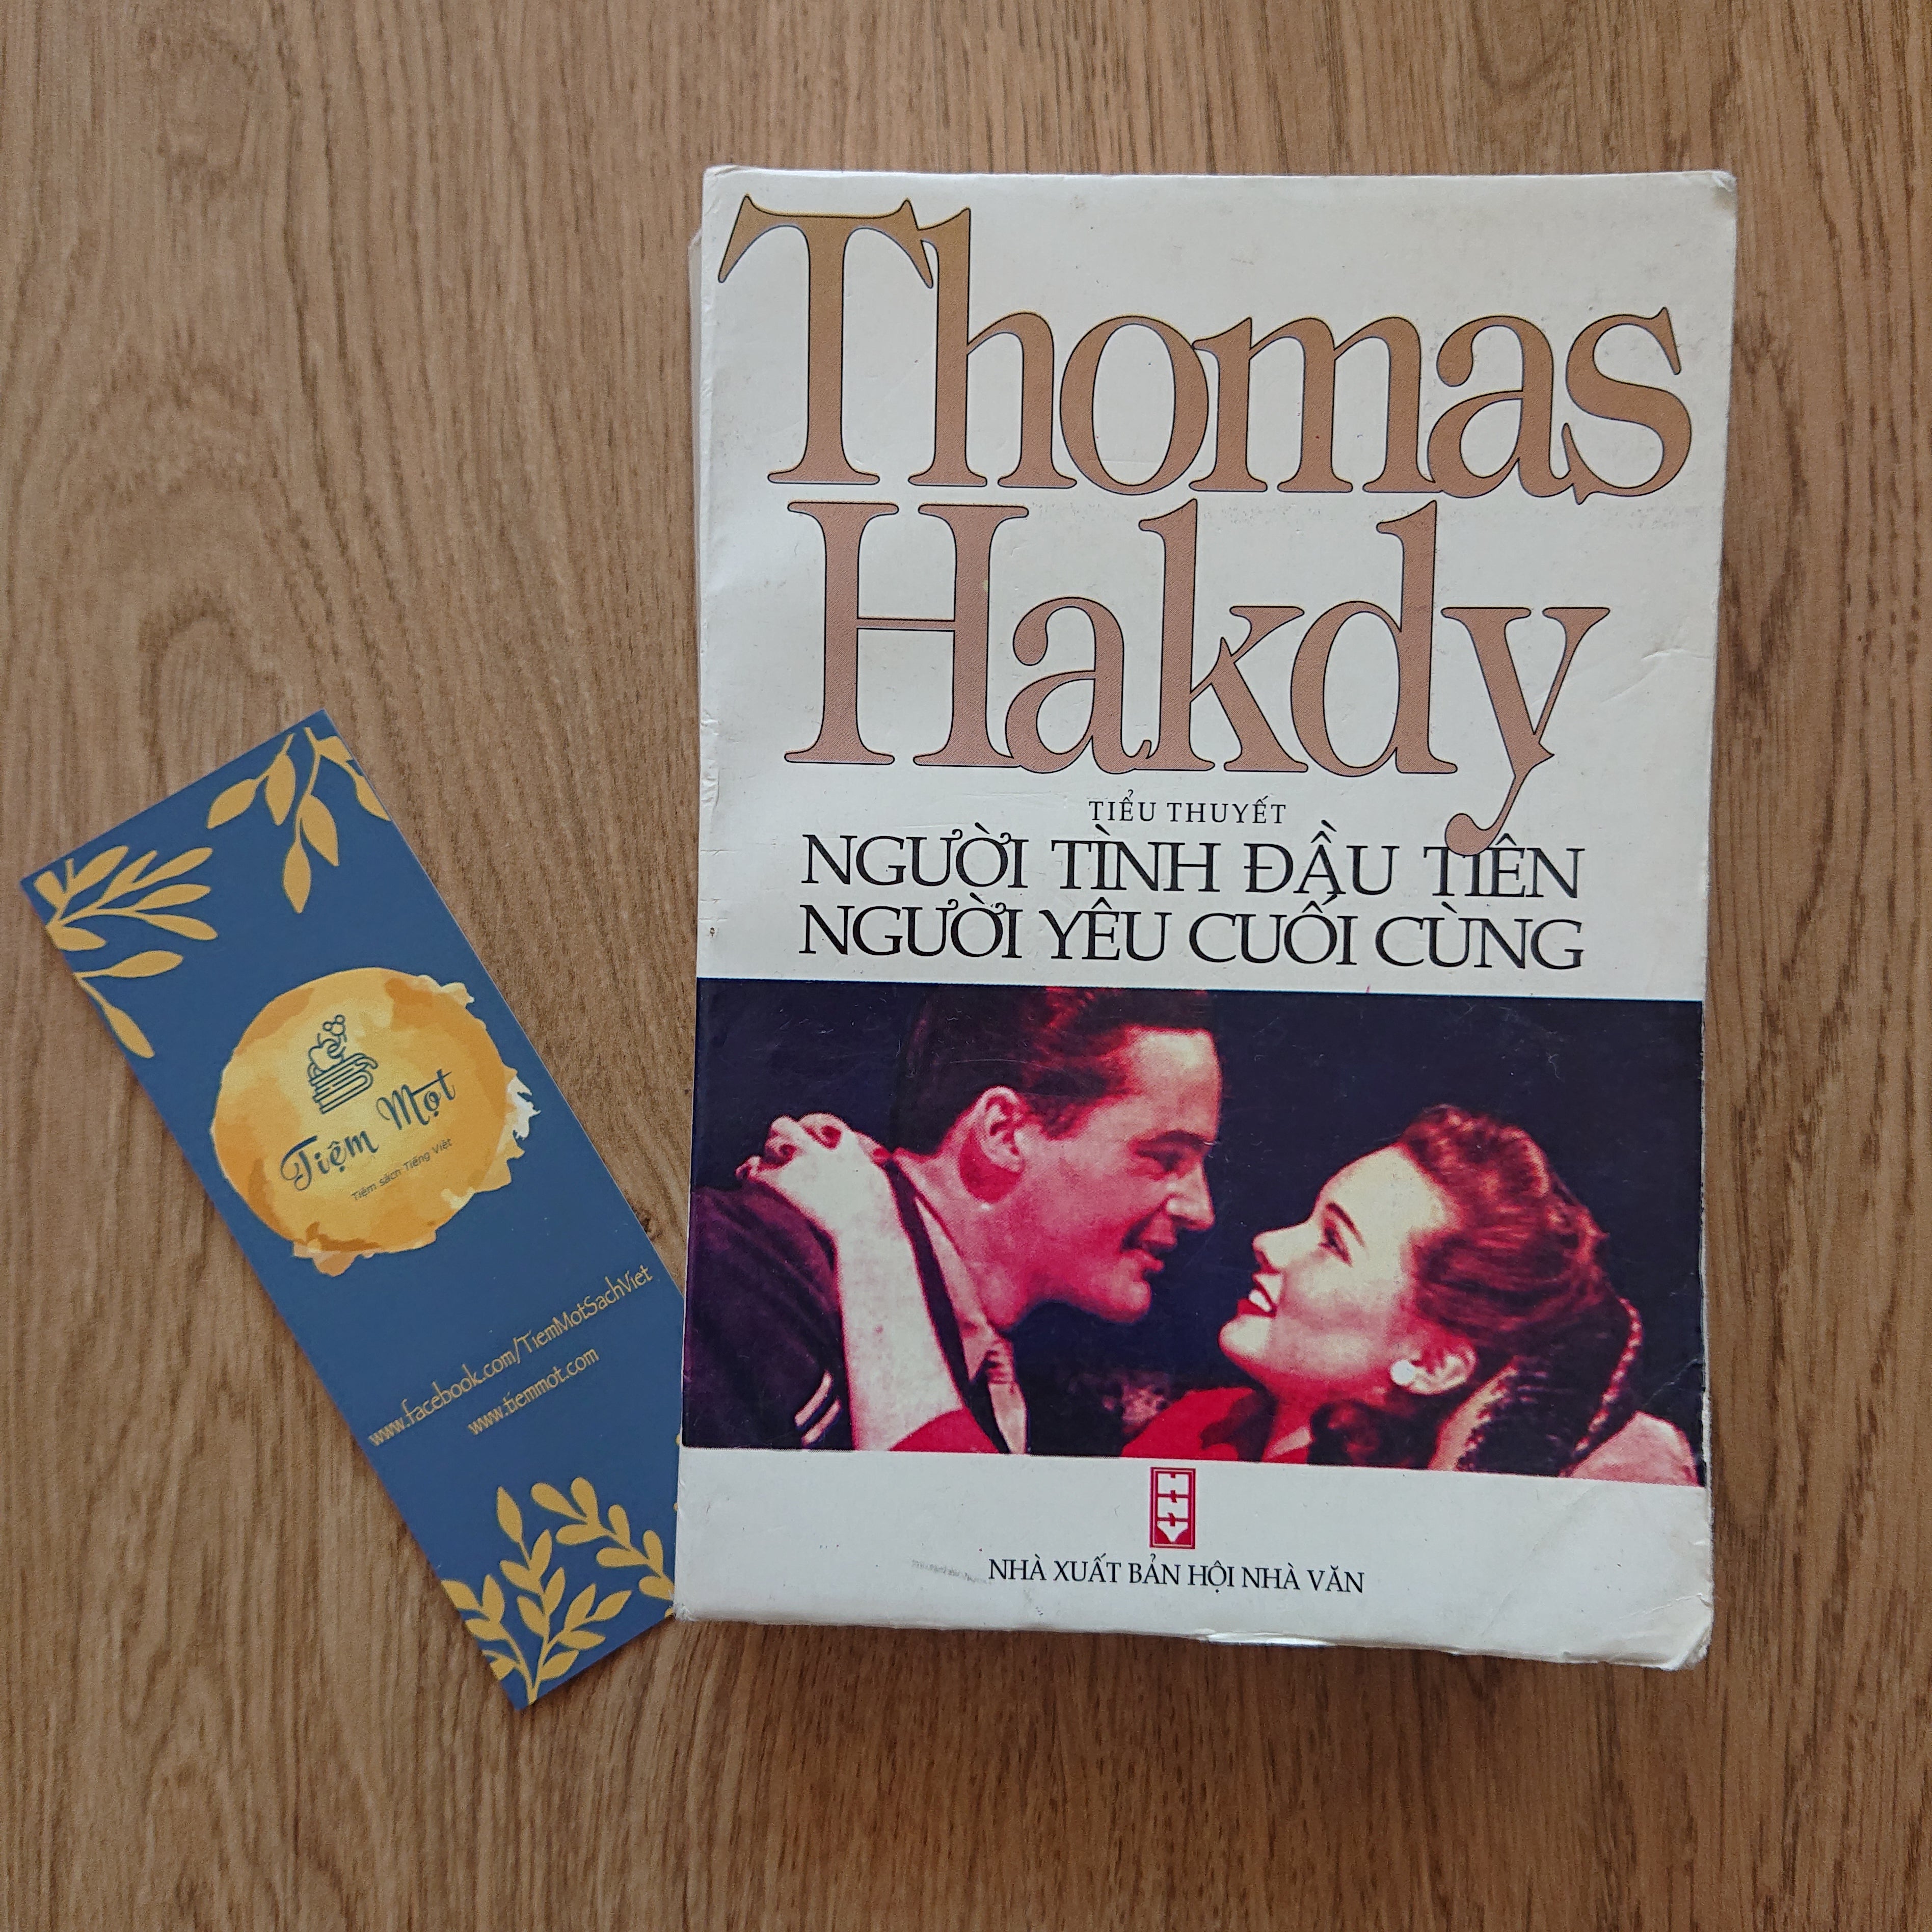 Thomas
Hakdy
TIỂU THUYẾT
NGƯỜI TÌNH ĐẦU TIÊN
NGƯỜI YÊU CUỐI CÙNG
NHÀ XUẤT BẢN HỘI NHÀ VĂN
Tiệm Mọt
Tiệm sách Tiếng Việt
www.facebook.com/TiemMotSachViet
www.tiemmot.com